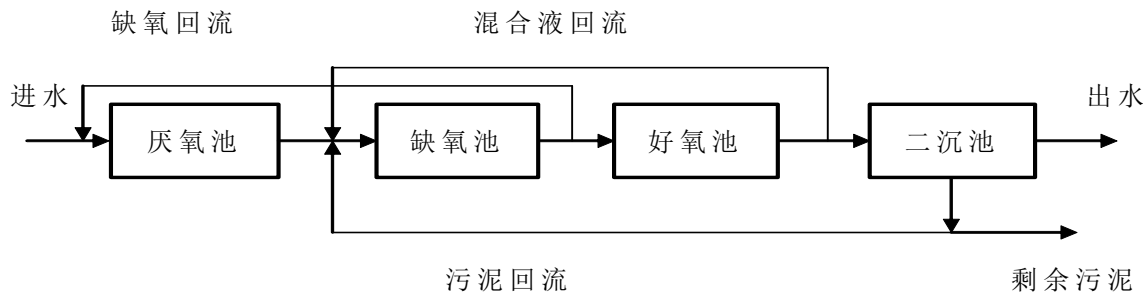 缺氧回流
混合液回流
进水
出水
厌氧池
缺氧池
好氧池
二沉池
污泥回流
剩余污泥